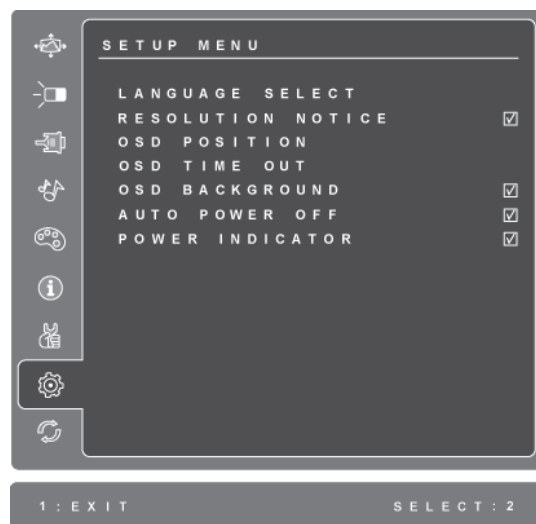 SETUP MENU
LANGUAGE SELECT
RESOLUTION NOTICE ☑
OSD POSITION
OSD TIME OUT
OSD BACKGROUND ☑
AUTO POWER OFF ☑
POWER INDICATOR ☑
1:EXIT SELECT:2